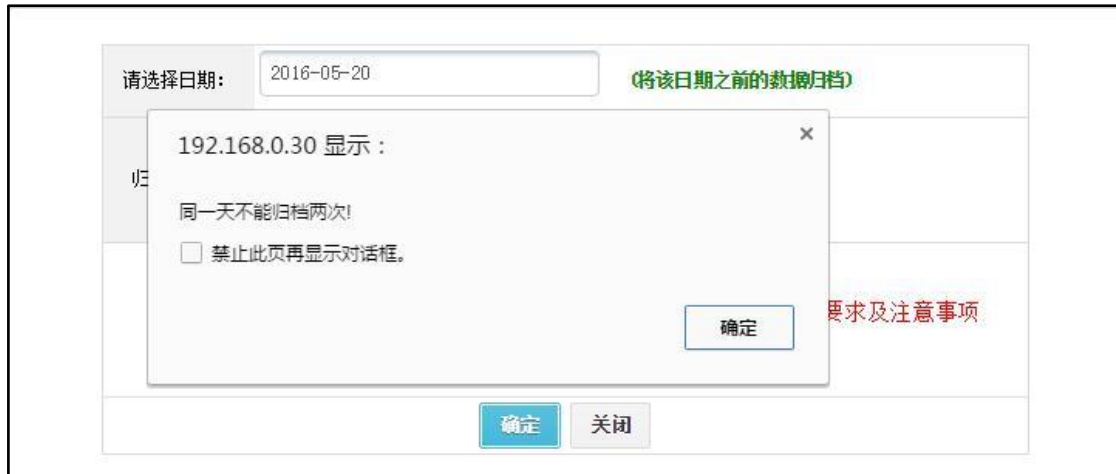 请选择日期: 2016-05-20 (将该日期之前的数据归档)
192.168.0.30 显示: ×
归
同一天不能归档两次!
禁止此页再显示对话框。
要求及注意事项
确定
确定 关闭